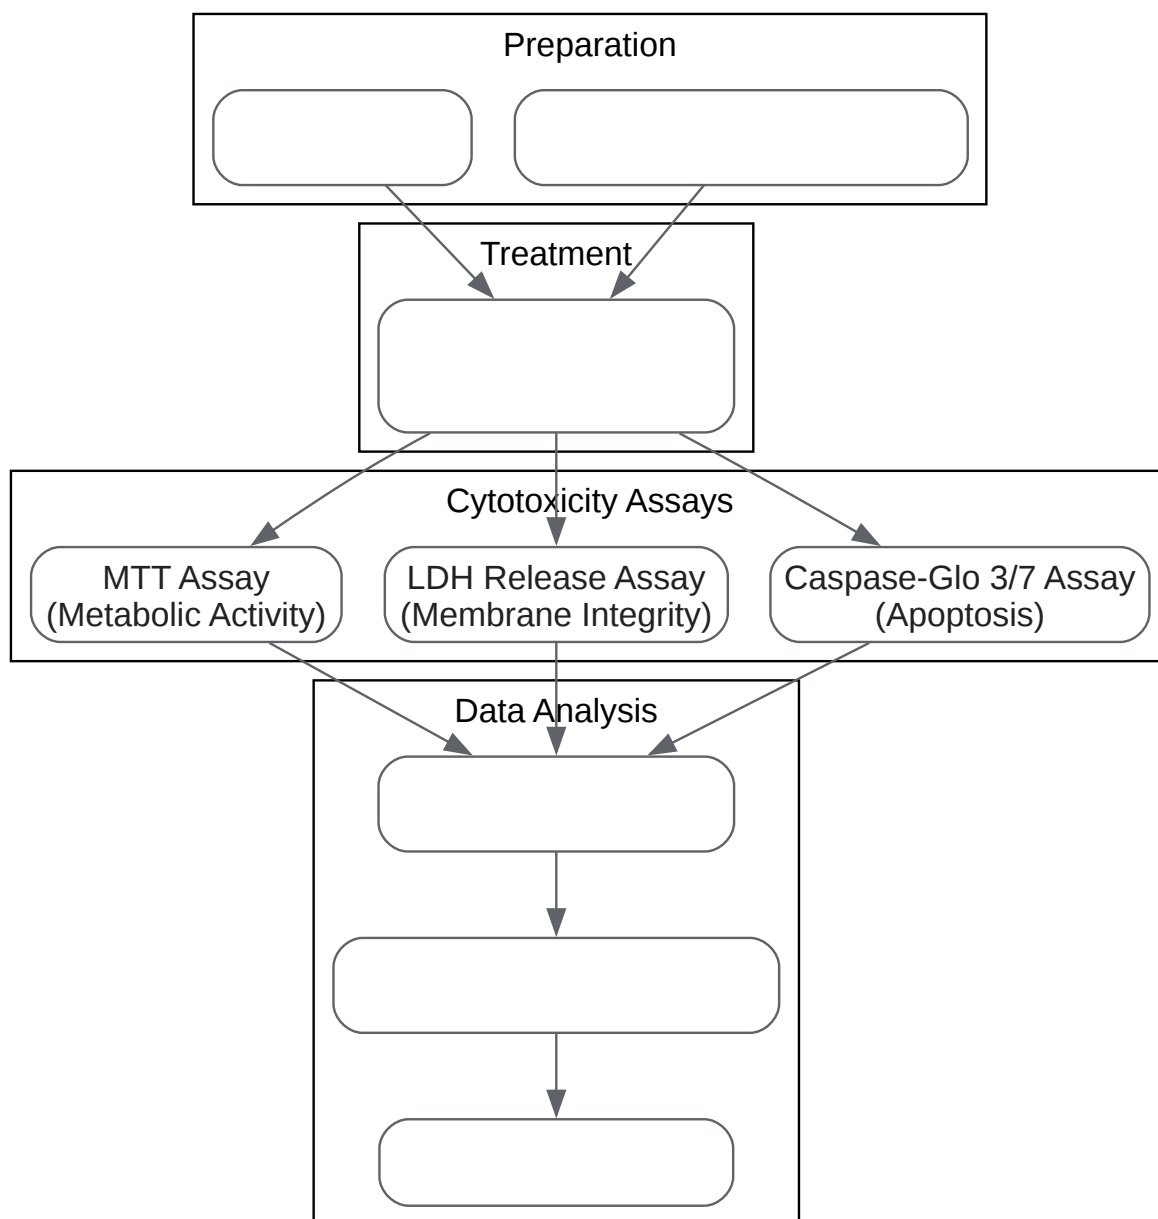 Preparation
Treatment
Cytotoxicity Assays
MTT Assay
(Metabolic Activity)
LDH Release Assay
(Membrane Integrity)
Caspase-Glo 3/7 Assay
(Apoptosis)
Data Analysis